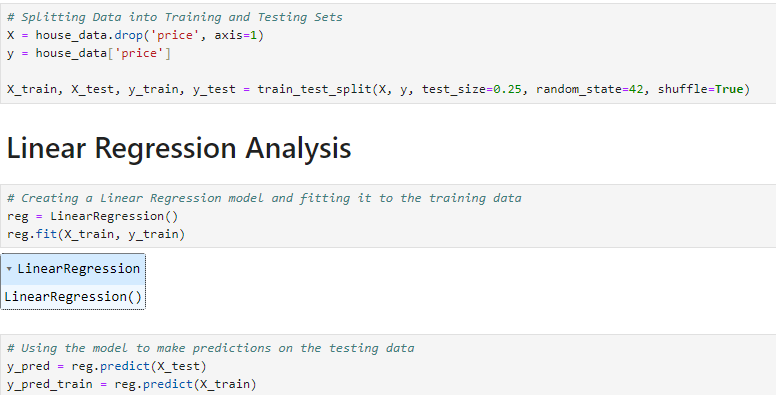 # Splitting Data into Training and Testing Sets
X = house_data.drop('price', axis=1)
y = house_data['price']
X_train, X_test, y_train, y_test = train_test_split(X, y, test_size=0.25, random_state=42, shuffle=True)
Linear Regression Analysis
# Creating a Linear Regression model and fitting it to the training data
reg = LinearRegression()
reg.fit(X_train, y_train)
▾ LinearRegression
LinearRegression()
# Using the model to make predictions on the testing data
y_pred = reg.predict(X_test)
y_pred_train = reg.predict(X_train)